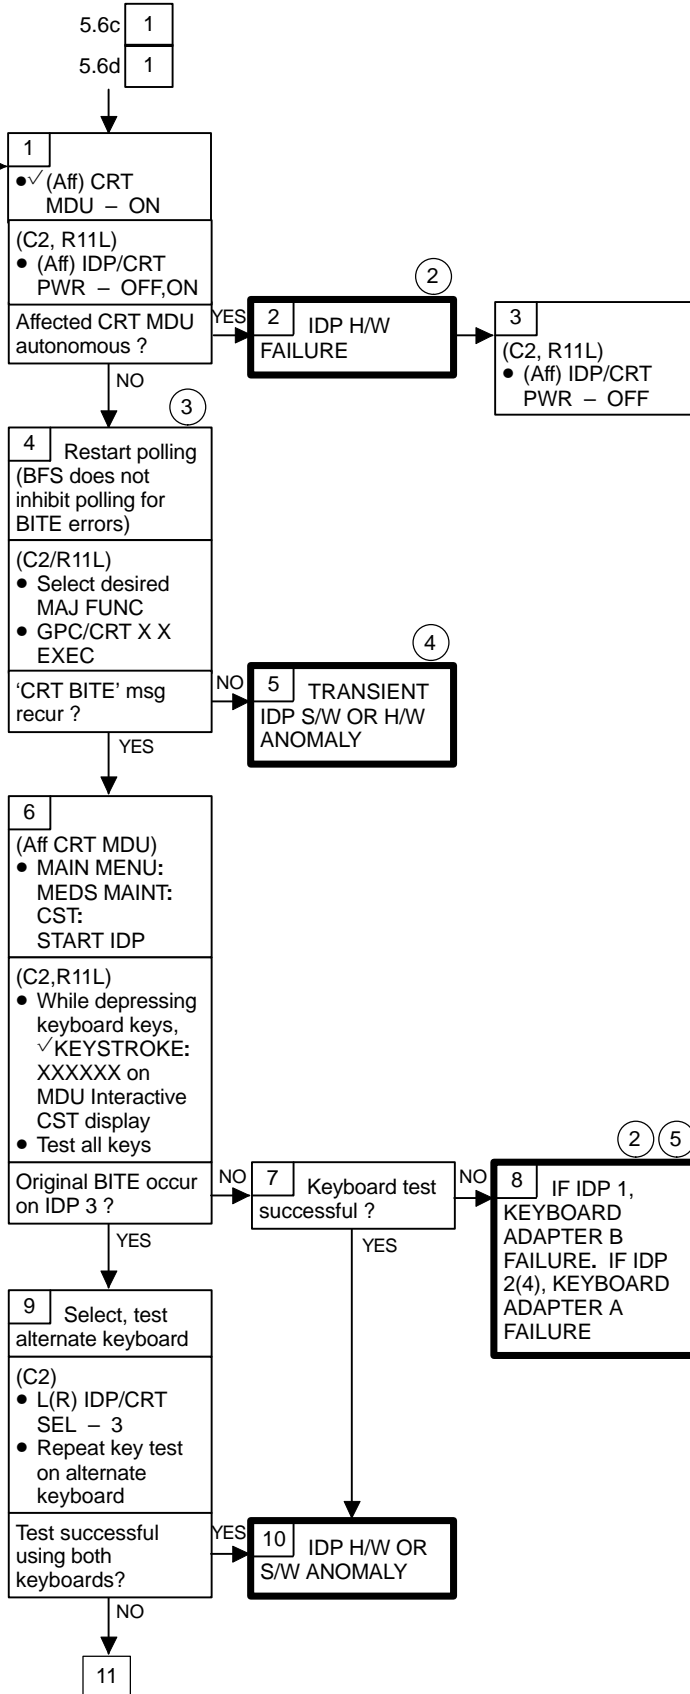 5.6c 1
5.6d 1
1
✓ (Aff) CRT
MDU – ON
(C2, R11L)
• (Aff) IDP/CRT
PWR – OFF,ON
Affected CRT MDU
autonomous ?
YES
NO
2
2 IDP H/W
FAILURE
3
(C2, R11L)
• (Aff) IDP/CRT
PWR – OFF
3
4 Restart polling
(BFS does not
inhibit polling for
BITE errors)
(C2/R11L)
• Select desired
MAJ FUNC
• GPC/CRT X X
EXEC
'CRT BITE' msg
recur ?
NO
YES
4
5 TRANSIENT
IDP S/W OR H/W
ANOMALY
6
(Aff CRT MDU)
• MAIN MENU:
MEDS MAINT:
CST:
START IDP
(C2,R11L)
• While depressing
keyboard keys,
✓KEYSTROKE:
XXXXXX on
MDU Interactive
CST display
• Test all keys
Original BITE occur
on IDP 3 ?
NO
YES
7 Keyboard test
successful ?
NO
YES
2 5
8 IF IDP 1,
KEYBOARD
ADAPTER B
FAILURE. IF IDP
2(4), KEYBOARD
ADAPTER A
FAILURE
9 Select, test
alternate keyboard
(C2)
• L(R) IDP/CRT
SEL – 3
• Repeat key test
on alternate
keyboard
Test successful
using both
keyboards?
YES
NO
10 IDP H/W OR
S/W ANOMALY
11